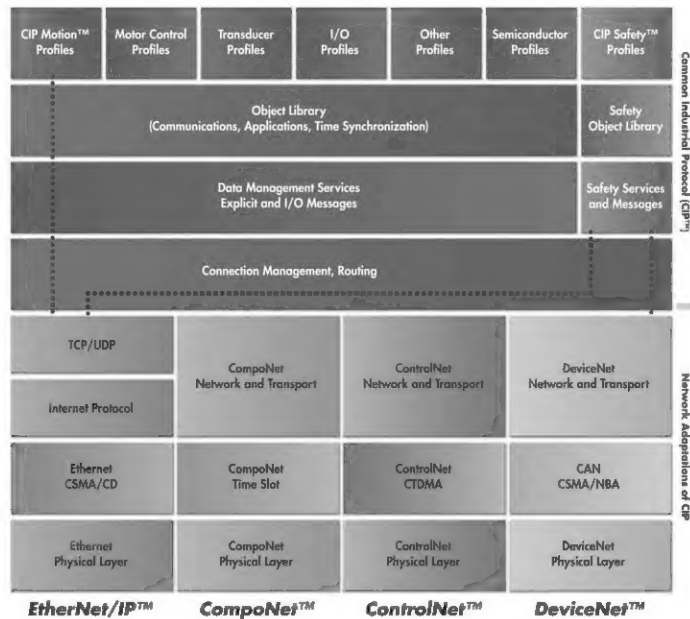 CIP Motion™
Profiles
Motor Control
Profiles
Transducer
Profiles
I/O
Profiles
Other
Profiles
Semiconductor
Profiles
CIP Safety™
Profiles
Object Library
(Communications, Applications, Time Synchronization)
Safety
Object Library
Data Management Services
Explicit and I/O Messages
Safety Services
and Messages
Connection Management, Routing
Common Industrial Protocol (CIP™)
TCP/UDP
Internet Protocol
CompoNet
Network and Transport
ControlNet
Network and Transport
DeviceNet
Network and Transport
Ethernet
CSMA/CD
CompoNet
Time Slot
ControlNet
CTDMA
CAN
CSMA/NBA
Ethernet
Physical Layer
CompoNet
Physical Layer
ControlNet
Physical Layer
DeviceNet
Physical Layer
Network Adaptations of CIP
EtherNet/IP™
CompoNet™
ControlNet™
DeviceNet™